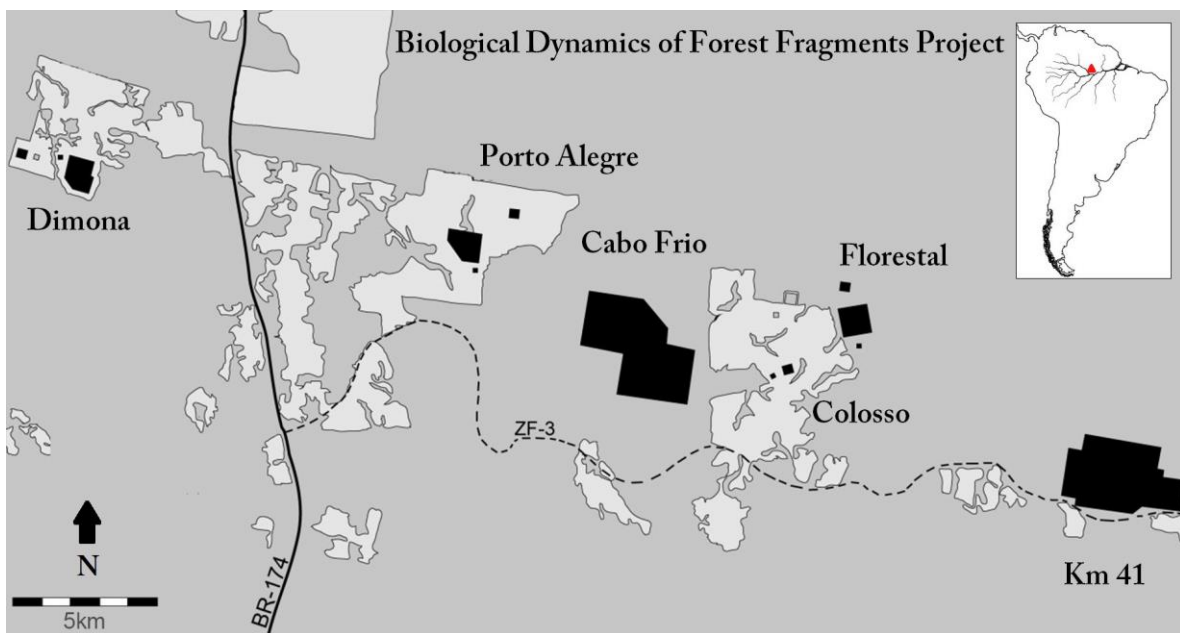 Biological Dynamics of Forest Fragments Project
Porto Alegre
Dimona
Cabo Frio
Florestal
Colosso
ZF-3
N
BR-174
Km 41
5km